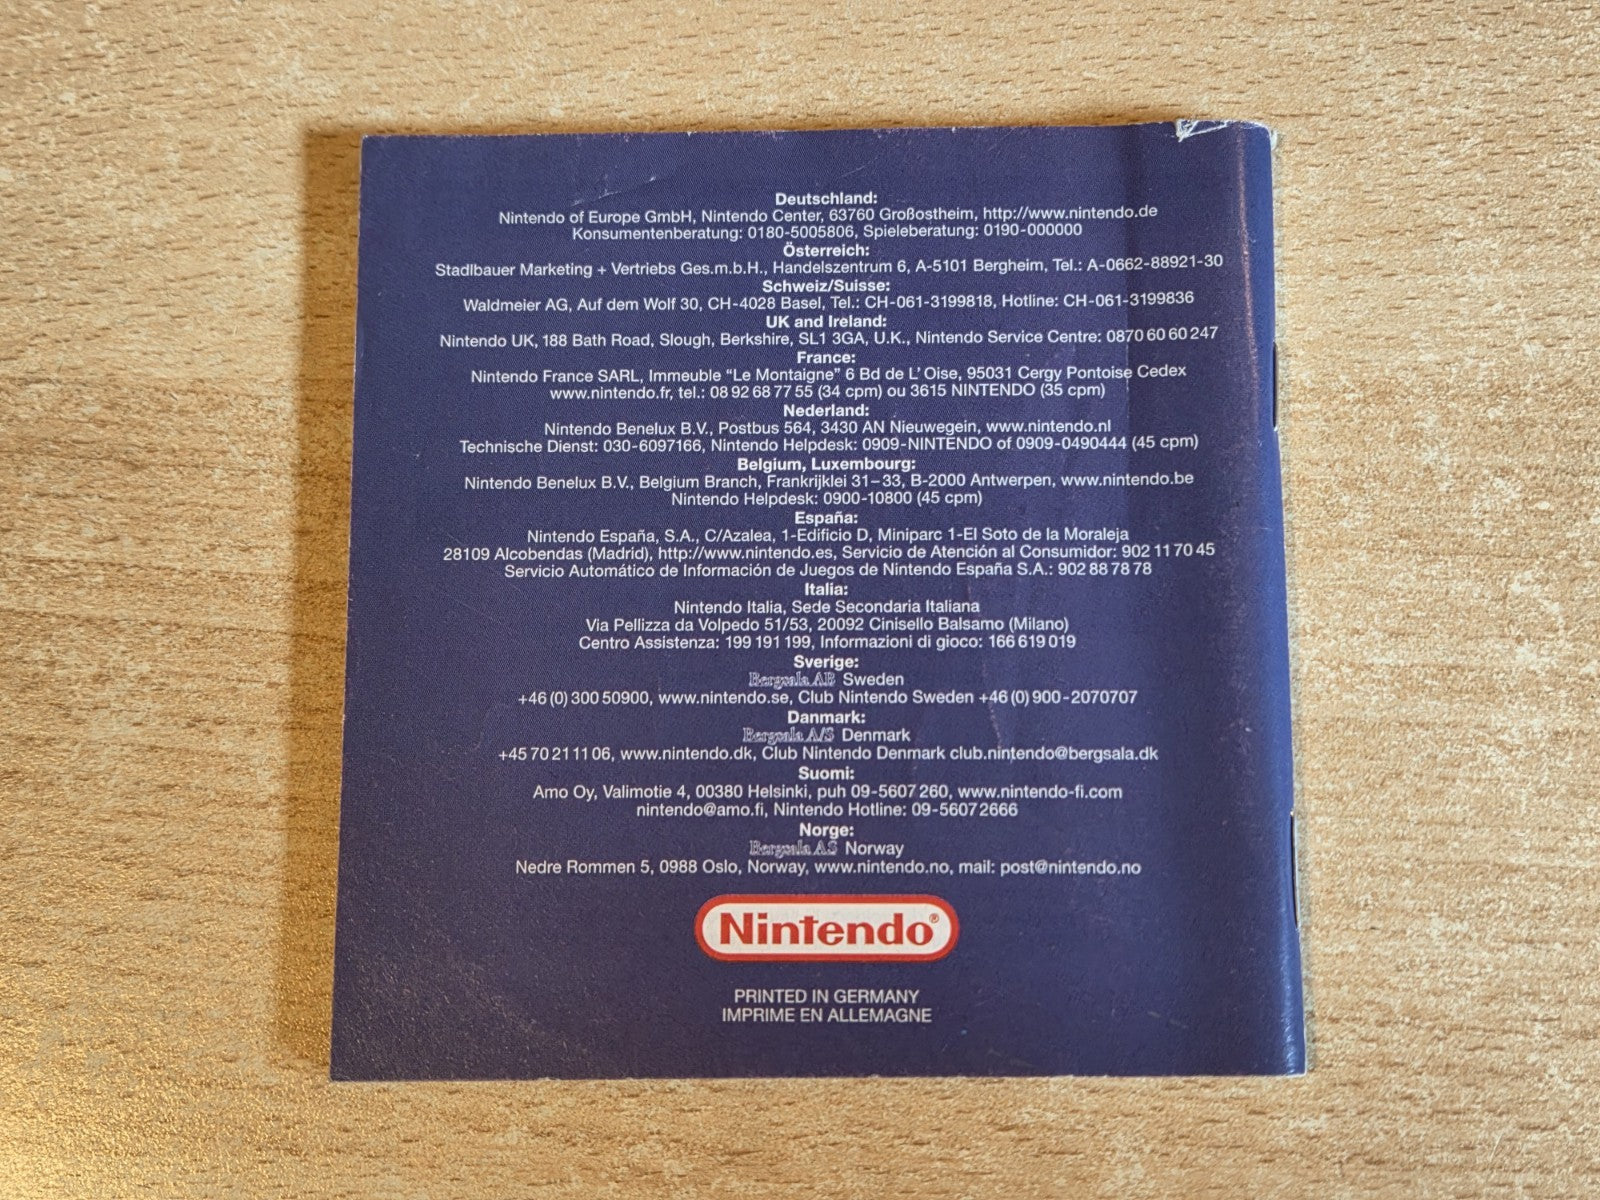 Deutschland:
Nintendo of Europe GmbH, Nintendo Center, 63760 Großostheim, http://www.nintendo.de
Konsumentenberatung: 0180-5005806, Spieleberatung: 0190-000000
Österreich:
Stadlbauer Marketing + Vertriebs Ges.m.b.H., Handelszentrum 6, A-5101 Bergheim, Tel.: A-0662-88921-30
Schweiz/Suisse:
Waldmeier AG, Auf dem Wolf 30, CH-4028 Basel, Tel.: CH-061-3199818, Hotline: CH-061-3199836
UK and Ireland:
Nintendo UK, 188 Bath Road, Slough, Berkshire, SL1 3GA, U.K., Nintendo Service Centre: 0870 60 60 247
France:
Nintendo France SARL, Immeuble “Le Montaigne” 6 Bd de L' Oise, 95031 Cergy Pontoise Cedex
www.nintendo.fr, tel.: 08 92 68 77 55 (34 cpm) ou 3615 NINTENDO (35 cpm)
Nederland:
Nintendo Benelux B.V., Postbus 564, 3430 AN Nieuwegein, www.nintendo.nl
Technische Dienst: 030-6097166, Nintendo Helpdesk: 0909-NINTENDO of 0909-0490444 (45 cpm)
Belgium, Luxembourg:
Nintendo Benelux B.V., Belgium Branch, Frankrijklei 31–33, B-2000 Antwerpen, www.nintendo.be
Nintendo Helpdesk: 0900-10800 (45 cpm)
España:
Nintendo España, S.A., C/Azalea, 1-Edificio D, Miniparc 1-El Soto de la Moraleja
28109 Alcobendas (Madrid), http://www.nintendo.es, Servicio de Atención al Consumidor: 902 11 70 45
Servicio Automático de Información de Juegos de Nintendo España S.A.: 902 88 78 78
Italia:
Nintendo Italia, Sede Secondaria Italiana
Via Pellizza da Volpedo 51/53, 20092 Cinisello Balsamo (Milano)
Centro Assistenza: 199 191 199, Informazioni di gioco: 166 619 019
Sverige:
Bergsala AB Sweden
+46 (0) 300 50900, www.nintendo.se, Club Nintendo Sweden +46 (0) 900-2070707
Danmark:
Bergsala A/S Denmark
+45 70 21 11 06, www.nintendo.dk, Club Nintendo Denmark club.nintendo@bergsala.dk
Suomi:
Amo Oy, Valimotie 4, 00380 Helsinki, puh 09-5607 260, www.nintendo-fi.com
nintendo@amo.fi, Nintendo Hotline: 09-5607 2666
Norge:
Bergsala AS Norway
Nedre Rommen 5, 0988 Oslo, Norway, www.nintendo.no, mail: post@nintendo.no
Nintendo®
PRINTED IN GERMANY
IMPRIME EN ALLEMAGNE